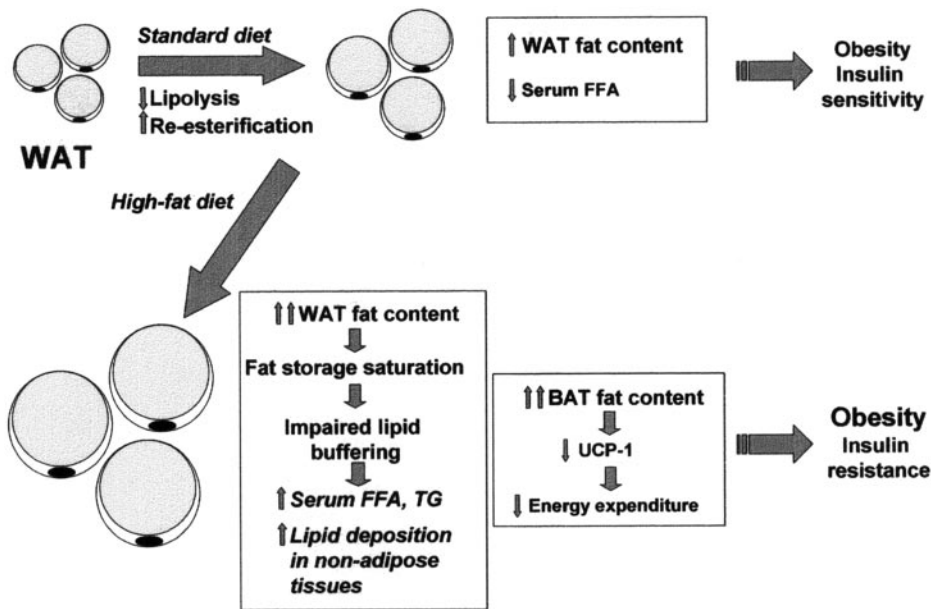 Standard diet
↓Lipolysis
↑Re-esterification
WAT
↑ WAT fat content
↓ Serum FFA
Obesity
Insulin
sensitivity
High-fat diet
↑↑WAT fat content
Fat storage saturation
Impaired lipid
buffering
↑ Serum FFA, TG
↑ Lipid deposition
in non-adipose
tissues
↑↑BAT fat content
↓ UCP-1
↓ Energy expenditure
Obesity
Insulin
resistance